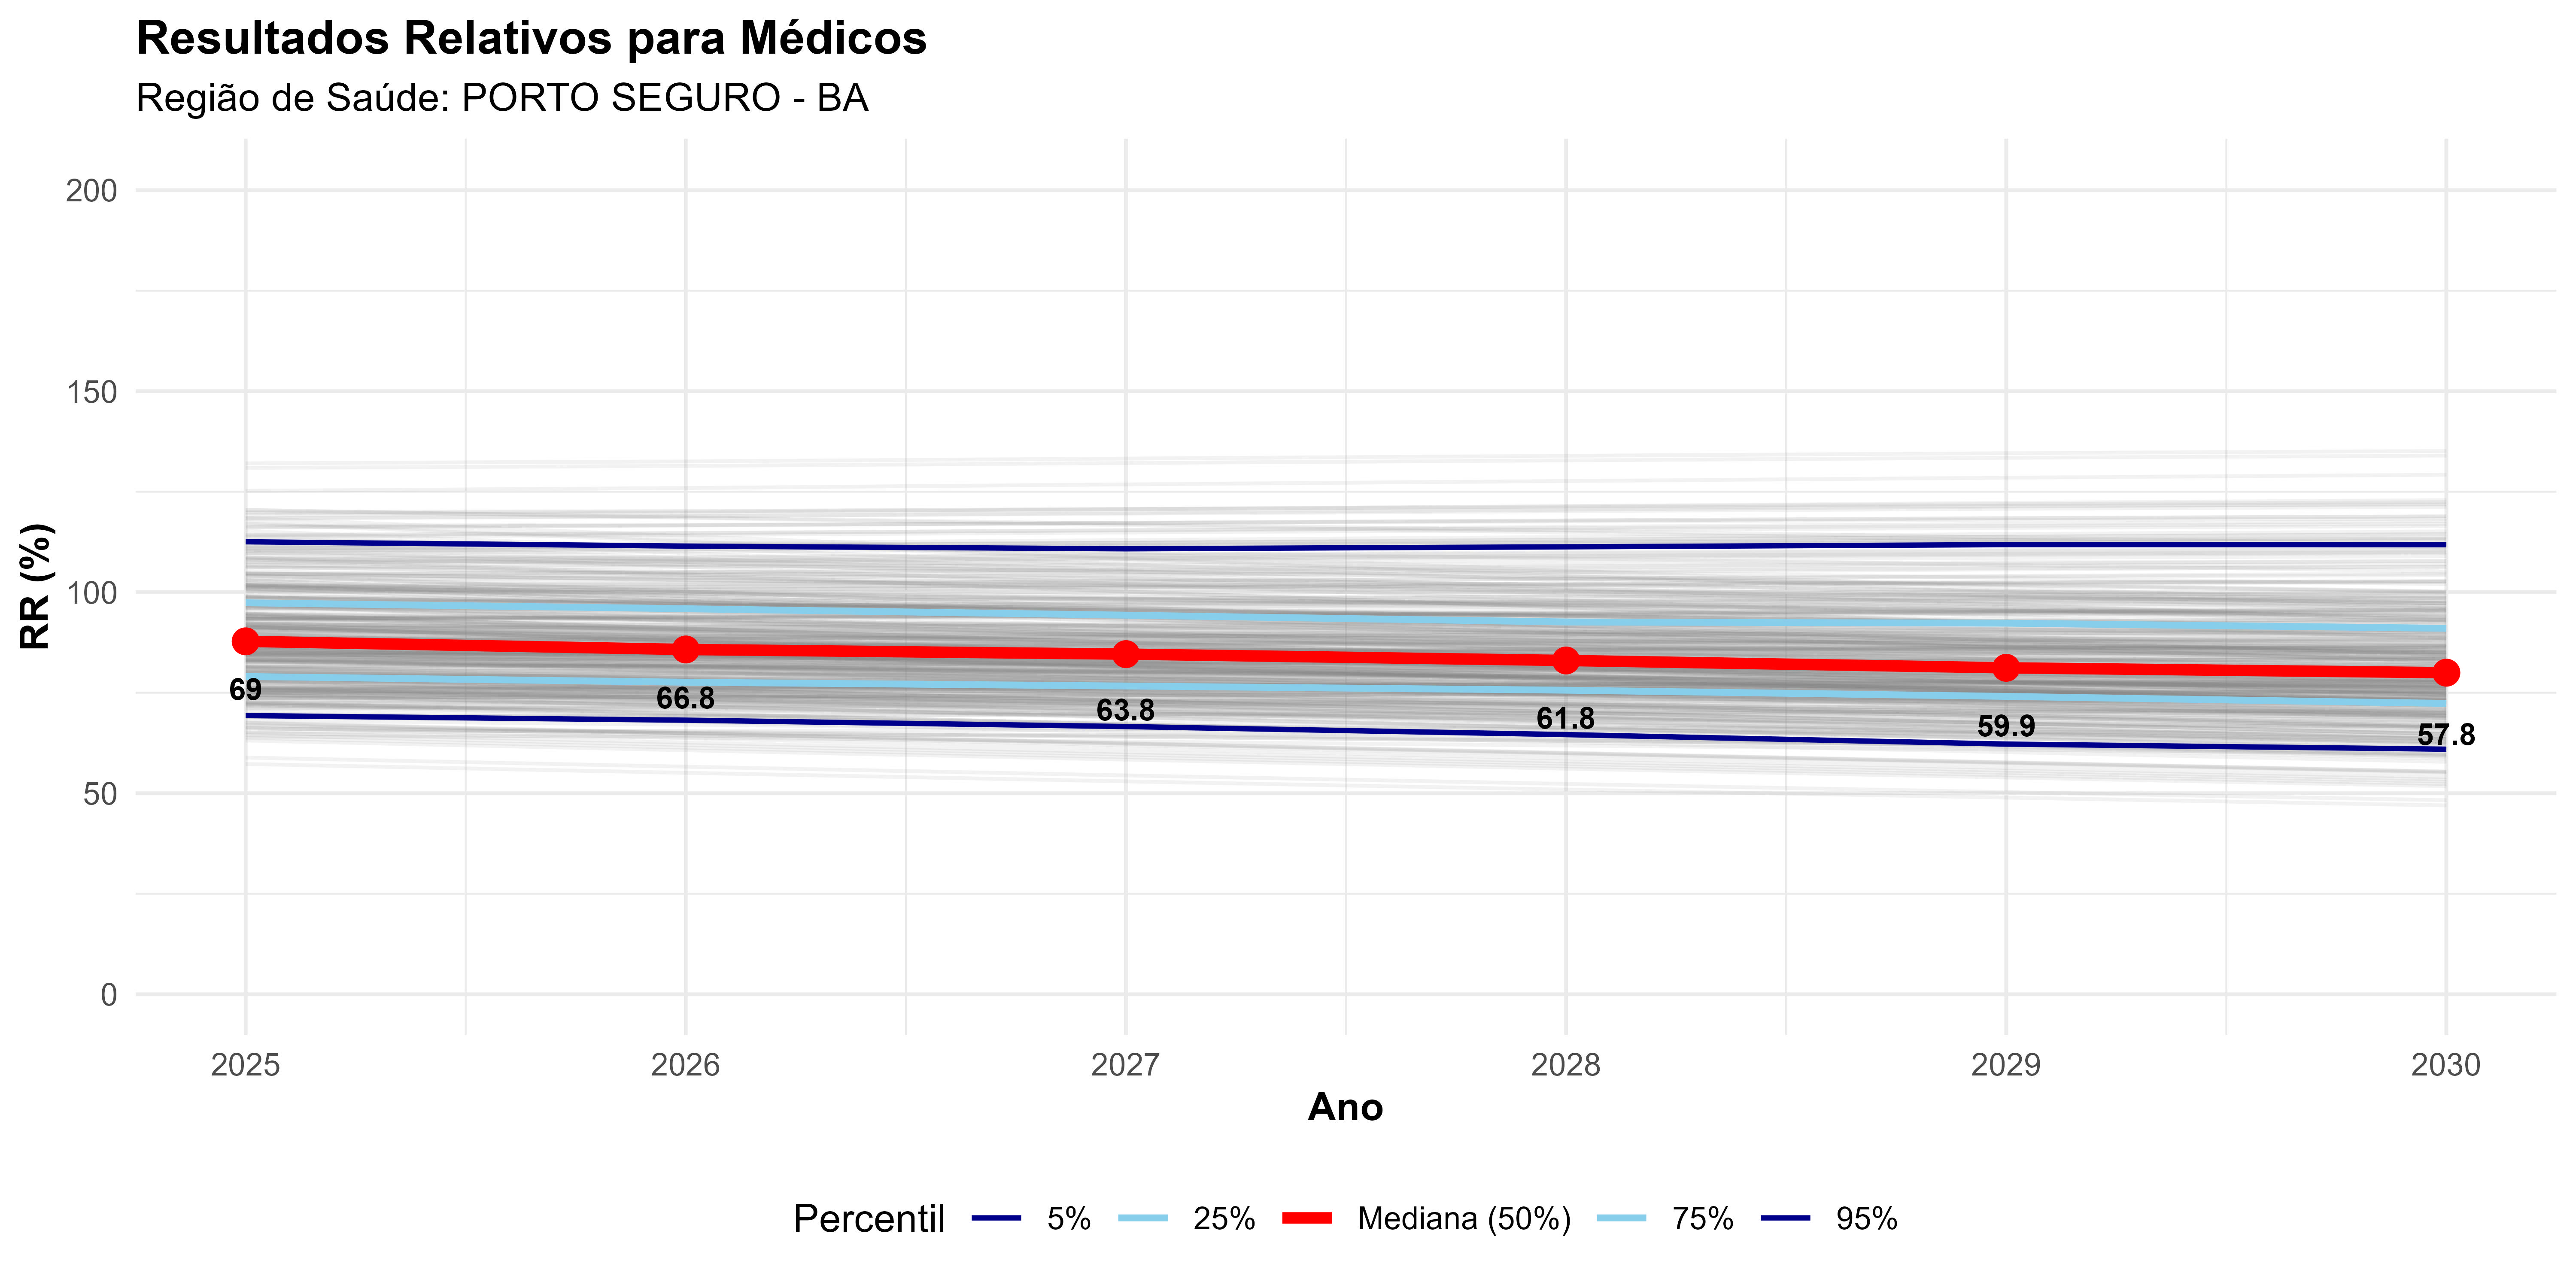 Resultados Relativos para Médicos
Região de Saúde: PORTO SEGURO - BA
RR (%)
200
150
100
50
0
69
66.8
63.8
61.8
59.9
57.8
2025 2026 2027 2028 2029 2030
Ano
Percentil 5% 25% Mediana (50%) 75% 95%